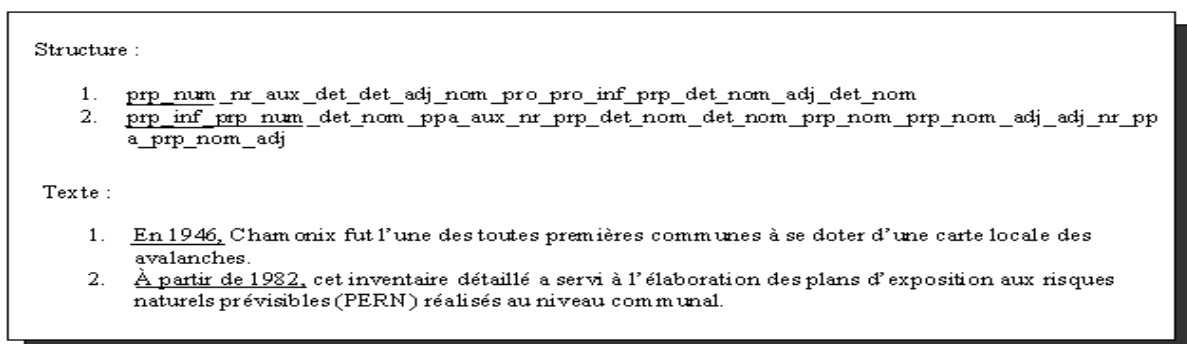 Structure :
1. prp_num_nr_aux_det_det_adj_nom_pro_pro_inf_prp_det_nom_adj_det_nom
2. prp_inf_prp_num_det_nom_ppa_aux_nr_prp_det_nom_det_nom_prp_nom_prp_nom_adj_adj_nr_pp
a_prp_nom_adj
Texte :
1. En 1946, Chamonix fut l'une des toutes premières communes à se doter d'une carte locale des
avalanches.
2. À partir de 1982, cet inventaire détaillé a servi à l'élaboration des plans d'exposition aux risques
naturels prévisibles (PERN) réalisés au niveau communal.